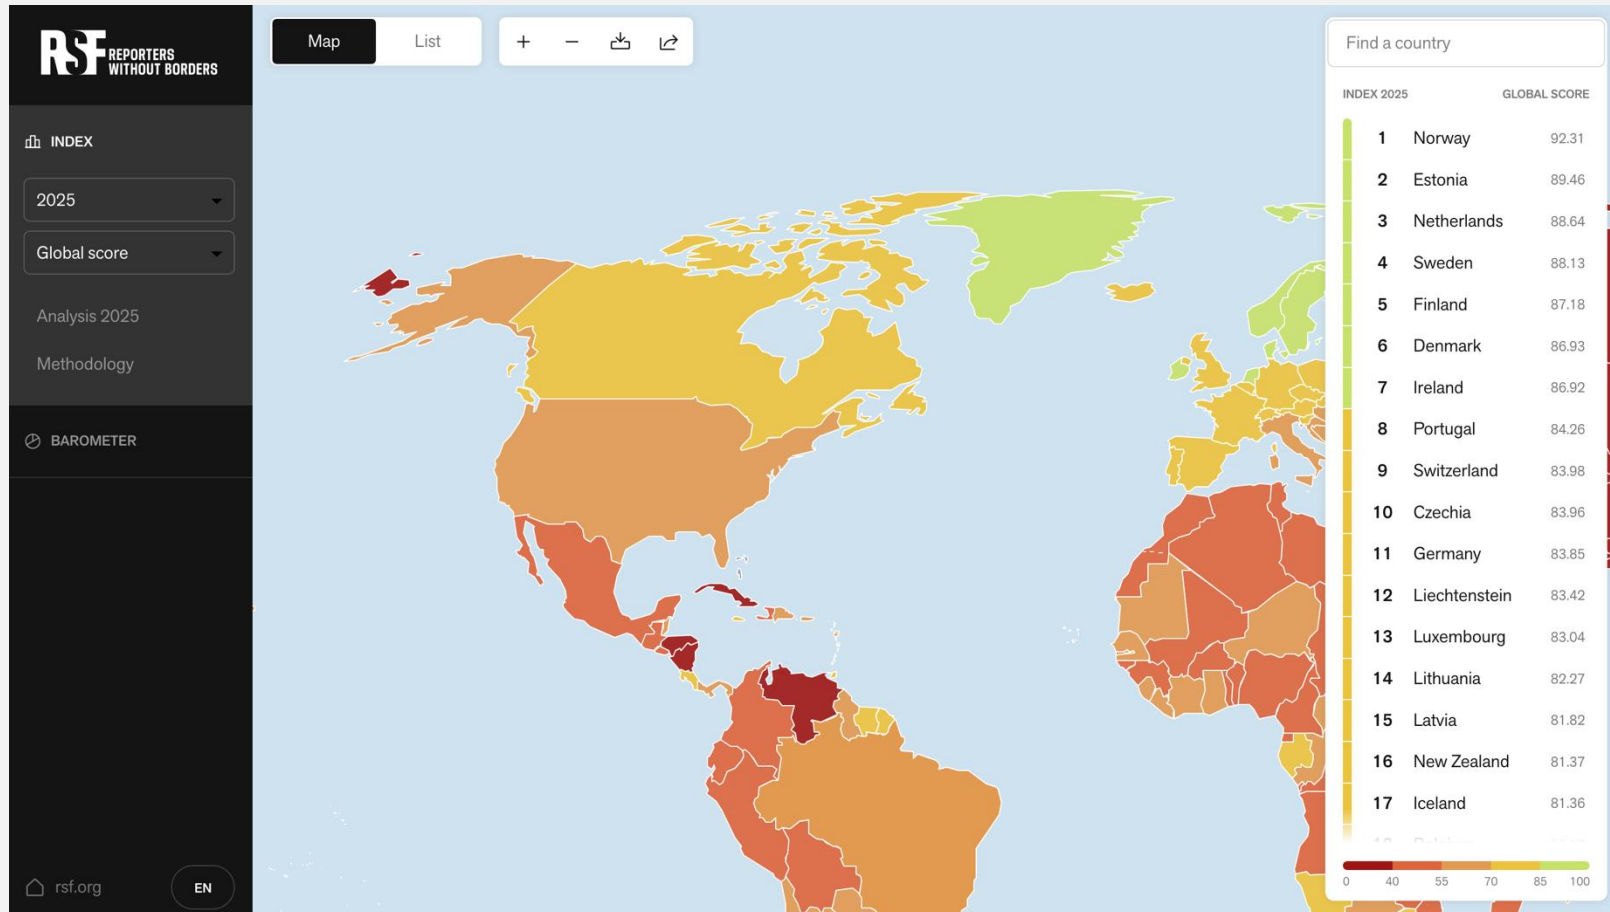 RSF REPORTERS
WITHOUT BORDERS
INDEX
2025
Global score
Analysis 2025
Methodology
BAROMETER
rsf.org
EN
Map
List
Find a country
INDEX 2025 GLOBAL SCORE
1 Norway 92.31
2 Estonia 89.46
3 Netherlands 88.64
4 Sweden 88.13
5 Finland 87.18
6 Denmark 86.93
7 Ireland 86.92
8 Portugal 84.26
9 Switzerland 83.98
10 Czechia 83.96
11 Germany 83.85
12 Liechtenstein 83.42
13 Luxembourg 83.04
14 Lithuania 82.27
15 Latvia 81.82
16 New Zealand 81.37
17 Iceland 81.36
0 40 55 70 85 100